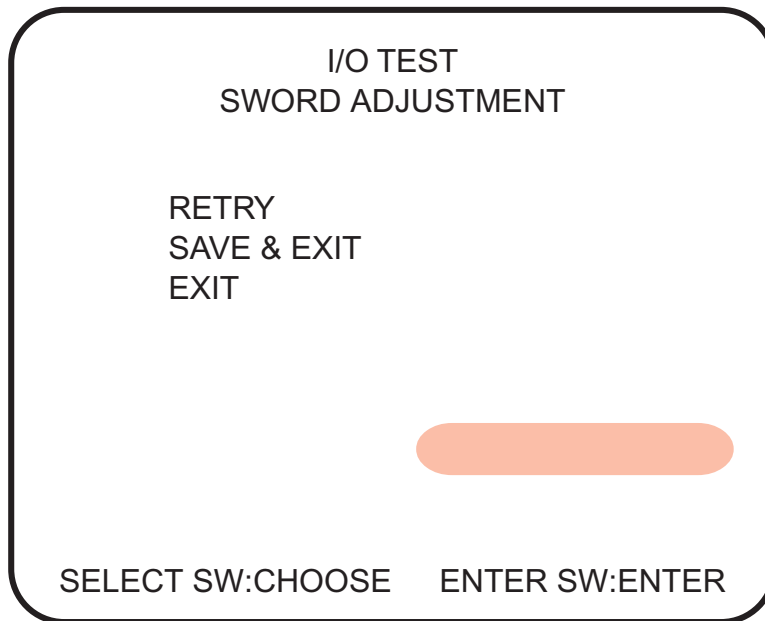 I/O TEST
SWORD ADJUSTMENT
RETRY
SAVE & EXIT
EXIT
SELECT SW:CHOOSE ENTER SW:ENTER